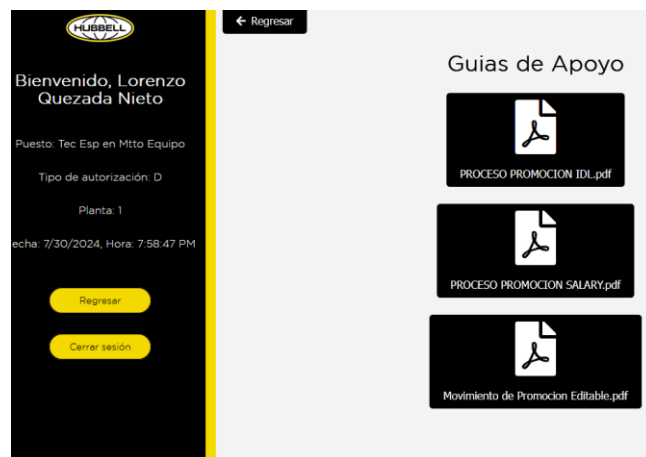 HUBBELL
Bienvenido, Lorenzo
Quezada Nieto
Puesto: Tec Esp en Mtto Equipo
Tipo de autorización: D
Planta: 1
echa: 7/30/2024, Hora: 7:58:47 PM
Regresar
Cerrar sesión
← Regresar
Guias de Apoyo
PROCESO PROMOCION IDL.pdf
PROCESO PROMOCION SALARY.pdf
Movimiento de Promocion Editable.pdf